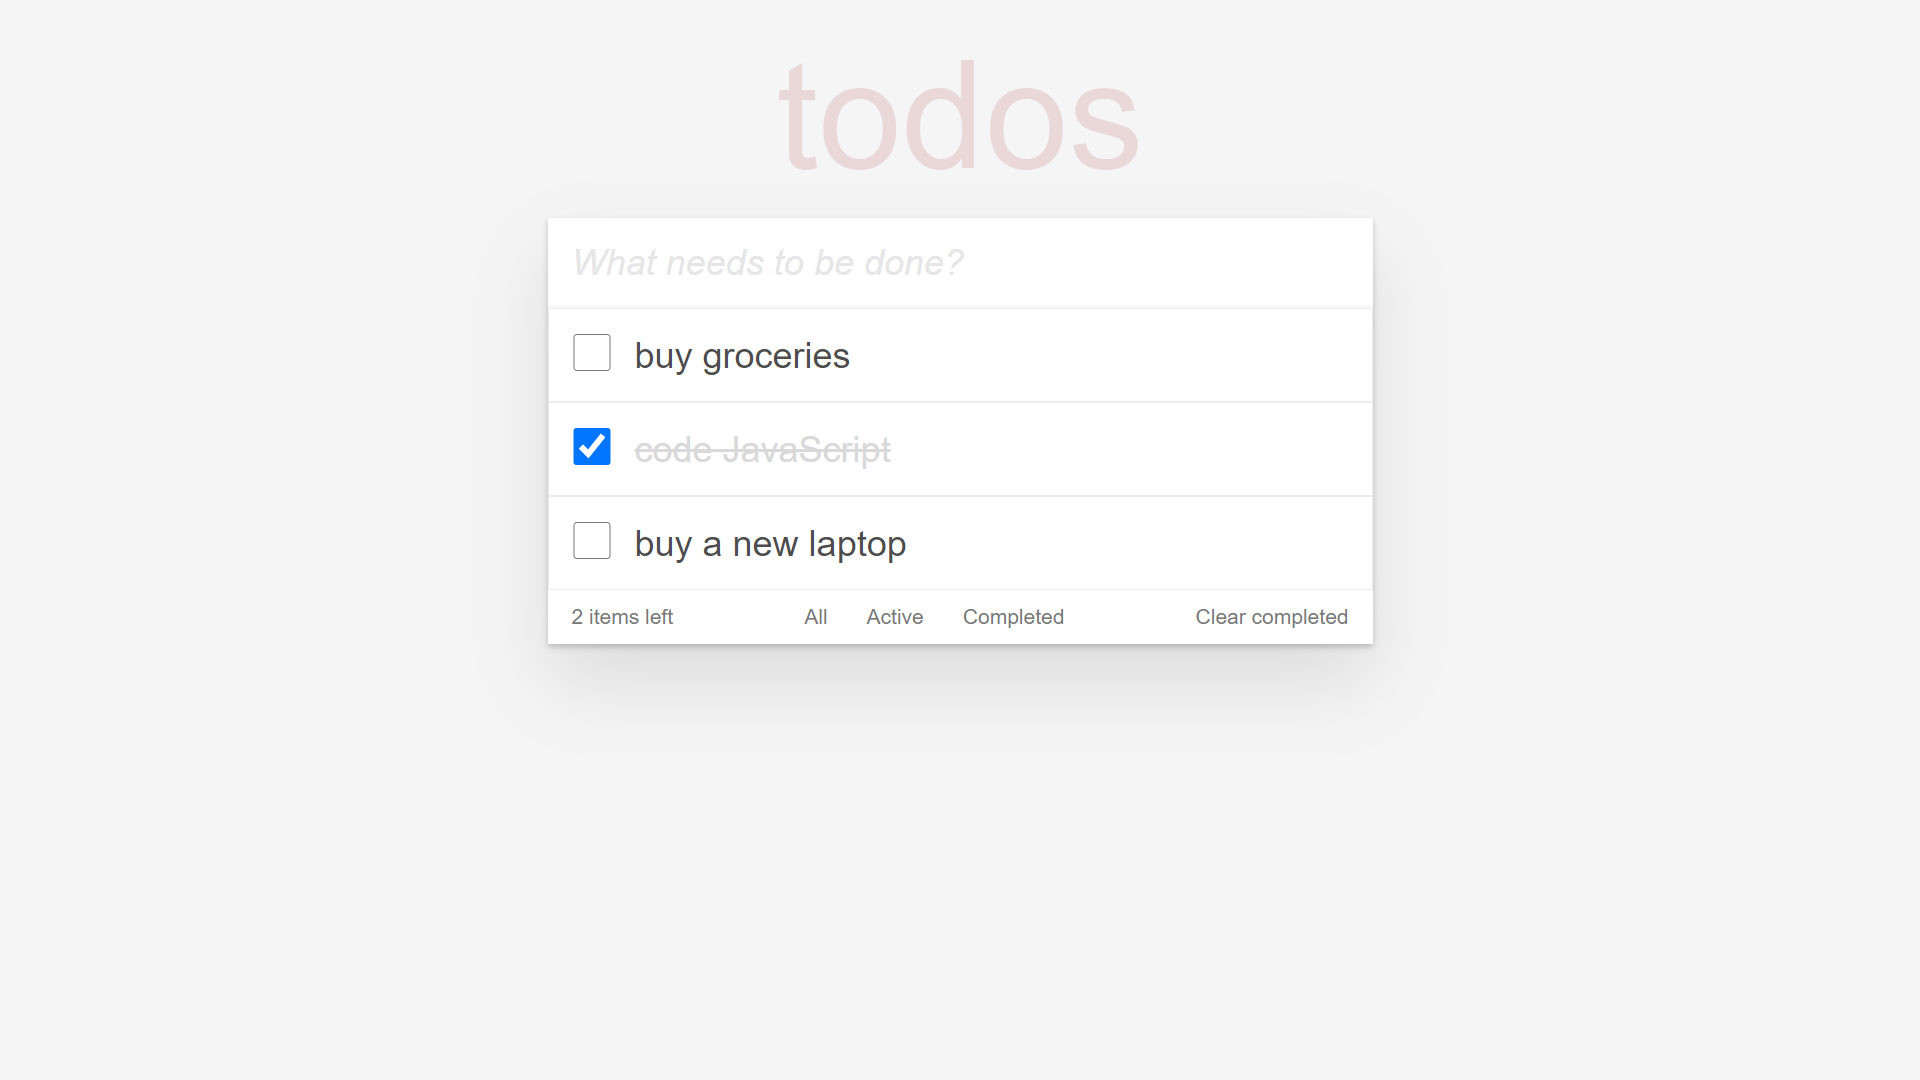 todos
What needs to be done?
buy groceries
code JavaScript
buy a new laptop
2 items left All Active Completed Clear completed